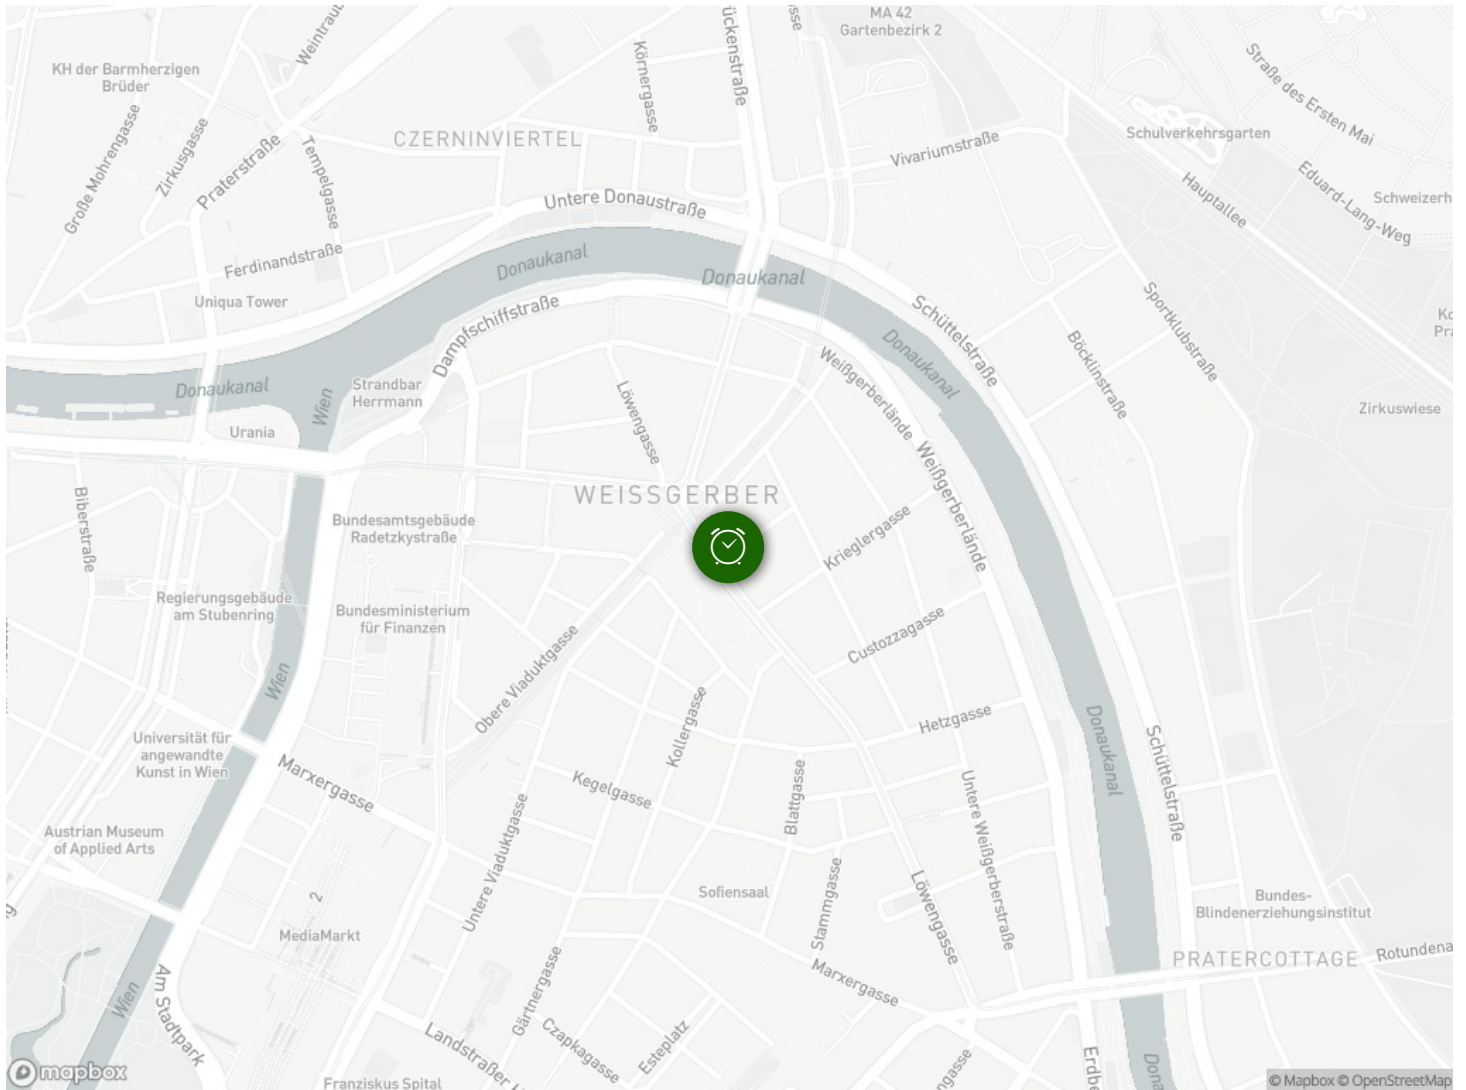 MA 42
Gartenbezirk 2
Körnergasse
KH der Barmherzigen
Brüder
Straße des Ersten Mai
CZERNINVIERTEL
Schulverkehrsgarten
Vivariumstraße
Große Mohrengasse
Zirkusgasse
Praterstraße
Tempelgasse
Hauptallee
Eduard-Lang-Weg
Untere Donaustraße
Ferdinandstraße
Donaukanal
Donaukanal
Uniqua Tower
Dampfschiffstraße
Schüttelstraße
Sportklubstraße
Böcklinstraße
Donaukanal
Weißgerberlände
Donaukanal
Strandbar
Herrmann
Wien
Löwengasse
Zirkuswiese
Urania
Weißgerberlände
WEISSGERBER
Biberstraße
Bundesamtsgebäude
Radetzkystraße
Krieglergasse
Regierungsgebäude
am Stubenring
Bundesministerium
für Finanzen
Custozzagasse
Obere Viaduktgasse
Wien
Kollergasse
Hetzgasse
Donaukanal
Schüttelstraße
Universität für
angewandte
Kunst in Wien
Marxergasse
Kegelgasse
Blattgasse
Untere Weißgerberstraße
Austrian Museum
of Applied Arts
Untere Viaduktgasse
2
Sofiensaal
Stammgasse
Löwengasse
Bundes-
Blindenerziehungsinstitut
MediaMarkt
PRATERCOTTAGE
Marxergasse
Gärtnergasse
Wien
Am Stadtpark
Czapkagasse
Esteplatz
Landstraßer
Franziskus Spital
mapbox
© Mapbox © OpenStreetMap